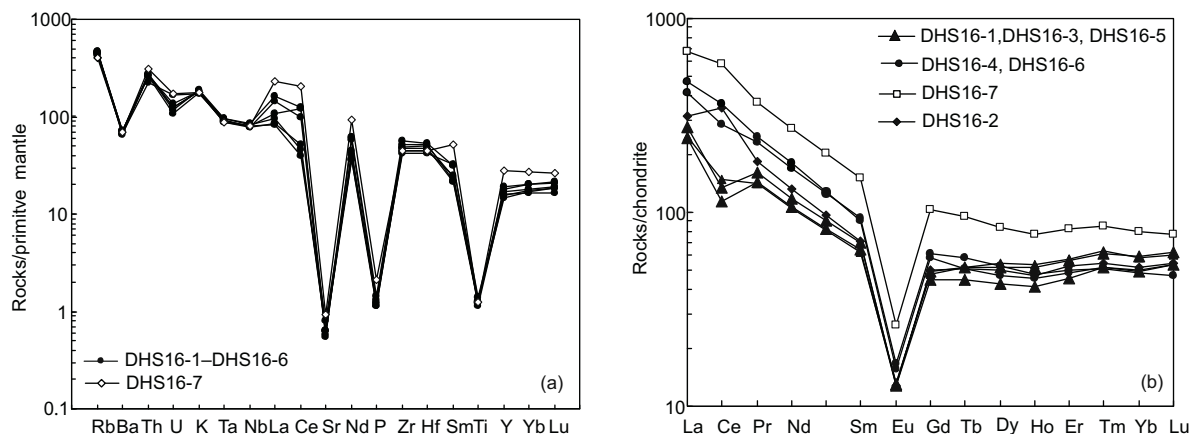 1000
100
10
1
0.1
Rocks/primitve mantle
DHS16-1–DHS16-6
DHS16-7
(a)
Rb Ba Th U K Ta Nb La Ce Sr Nd P Zr Hf Sm Ti Y Yb Lu
1000
100
10
Rocks/chondrite
DHS16-1,DHS16-3, DHS16-5
DHS16-4, DHS16-6
DHS16-7
DHS16-2
(b)
La Ce Pr Nd Sm Eu Gd Tb Dy Ho Er Tm Yb Lu